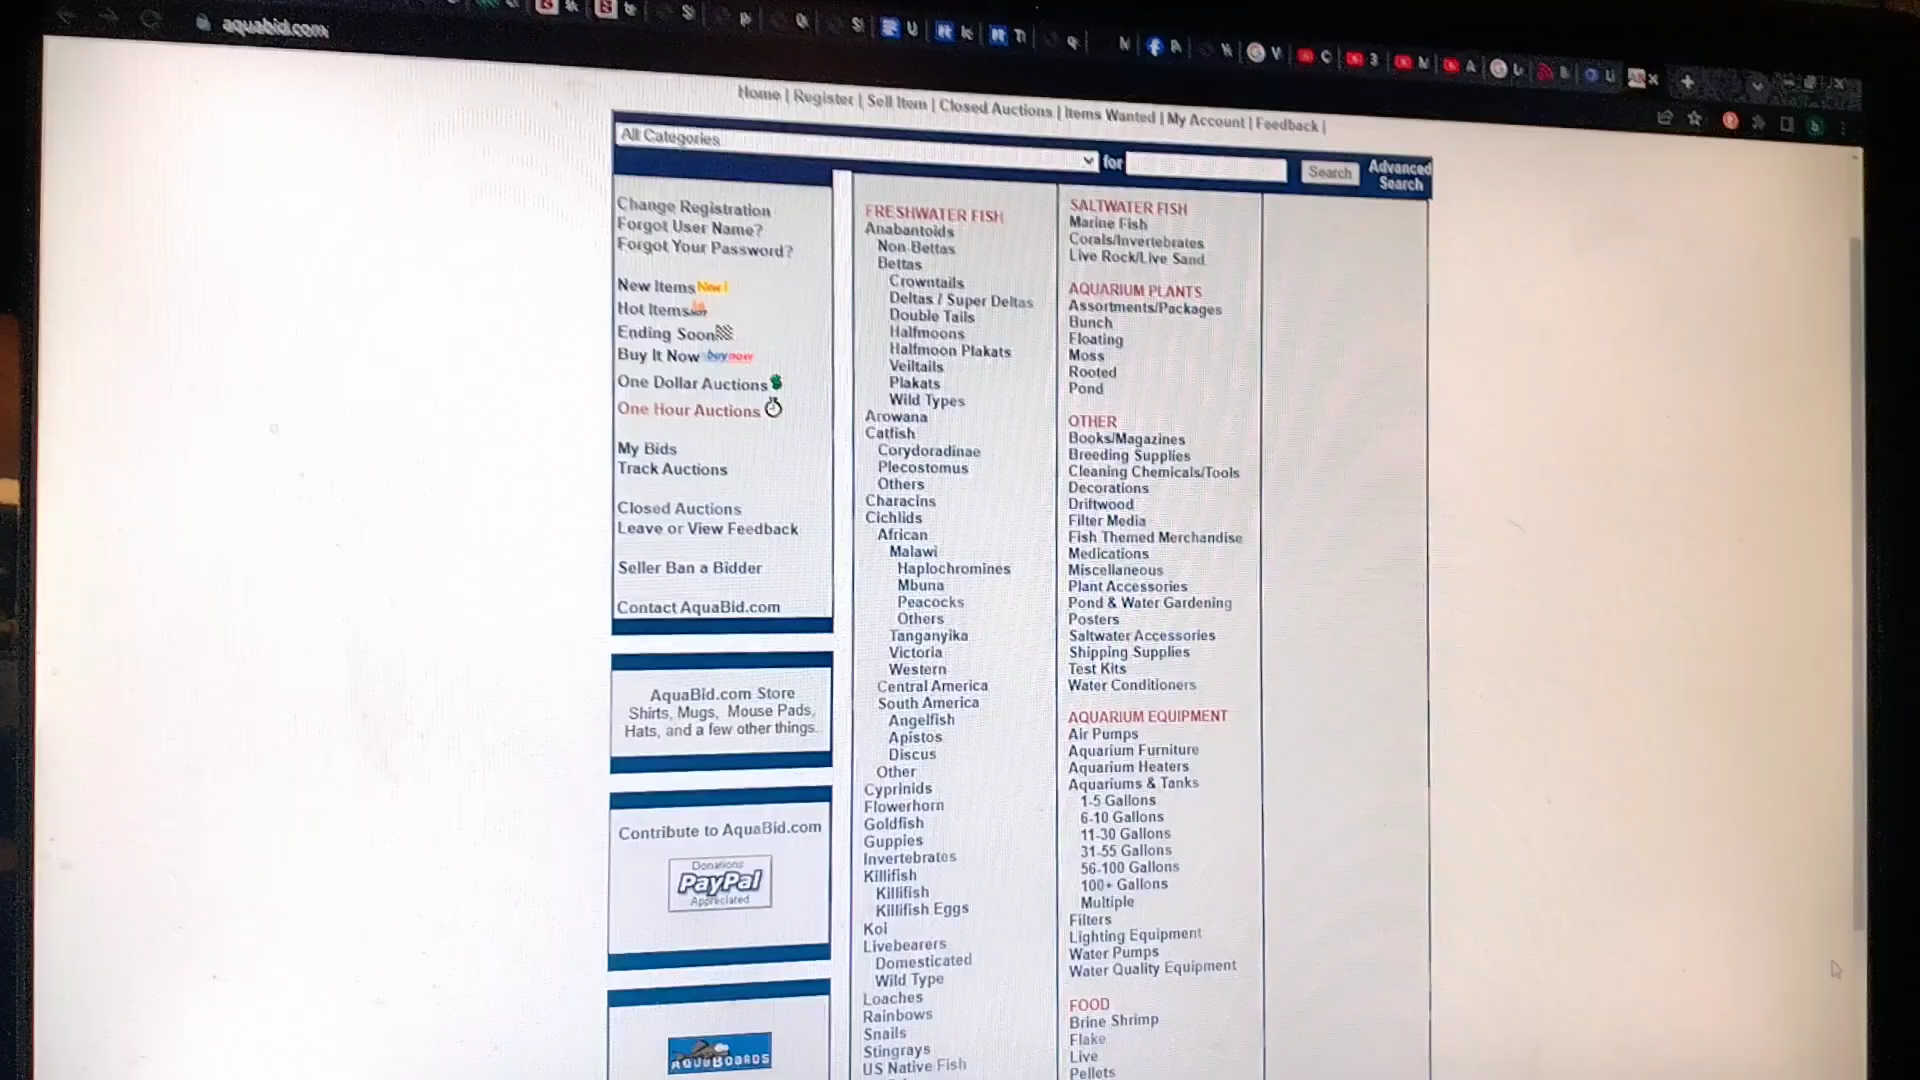 aquabid.com
Home | Register | Sell Item | Closed Auctions | Items Wanted | My Account | Feedback |
All Categories
for
Search
Advanced
Search
Change Registration
Forgot User Name?
Forgot Your Password?
New Items New !
Hot Items
Ending Soon
Buy It Now buynow
One Dollar Auctions
One Hour Auctions
My Bids
Track Auctions
Closed Auctions
Leave or View Feedback
Seller Ban a Bidder
Contact AquaBid.com
AquaBid.com Store
Shirts, Mugs, Mouse Pads,
Hats, and a few other things.
Contribute to AquaBid.com
Donations
PayPal
Appreciated
AQUABOARDS
FRESHWATER FISH
Anabantoids
Non-Bettas
Bettas
Crowntails
Deltas / Super Deltas
Double Tails
Halfmoons
Halfmoon Plakats
Veiltails
Plakats
Wild Types
Arowana
Catfish
Corydoradinae
Plecostomus
Others
Characins
Cichlids
African
Malawi
Haplochromines
Mbuna
Peacocks
Others
Tanganyika
Victoria
Western
Central America
South America
Angelfish
Apistos
Discus
Other
Cyprinids
Flowerhorn
Goldfish
Guppies
Invertebrates
Killifish
Killifish
Killifish Eggs
Koi
Livebearers
Domesticated
Wild Type
Loaches
Rainbows
Snails
Stingrays
US Native Fish
SALTWATER FISH
Marine Fish
Corals/Invertebrates
Live Rock/Live Sand
AQUARIUM PLANTS
Assortments/Packages
Bunch
Floating
Moss
Rooted
Pond
OTHER
Books/Magazines
Breeding Supplies
Cleaning Chemicals/Tools
Decorations
Driftwood
Filter Media
Fish Themed Merchandise
Medications
Miscellaneous
Plant Accessories
Pond & Water Gardening
Posters
Saltwater Accessories
Shipping Supplies
Test Kits
Water Conditioners
AQUARIUM EQUIPMENT
Air Pumps
Aquarium Furniture
Aquarium Heaters
Aquariums & Tanks
1-5 Gallons
6-10 Gallons
11-30 Gallons
31-55 Gallons
56-100 Gallons
100+ Gallons
Multiple
Filters
Lighting Equipment
Water Pumps
Water Quality Equipment
FOOD
Brine Shrimp
Flake
Live
Pellets